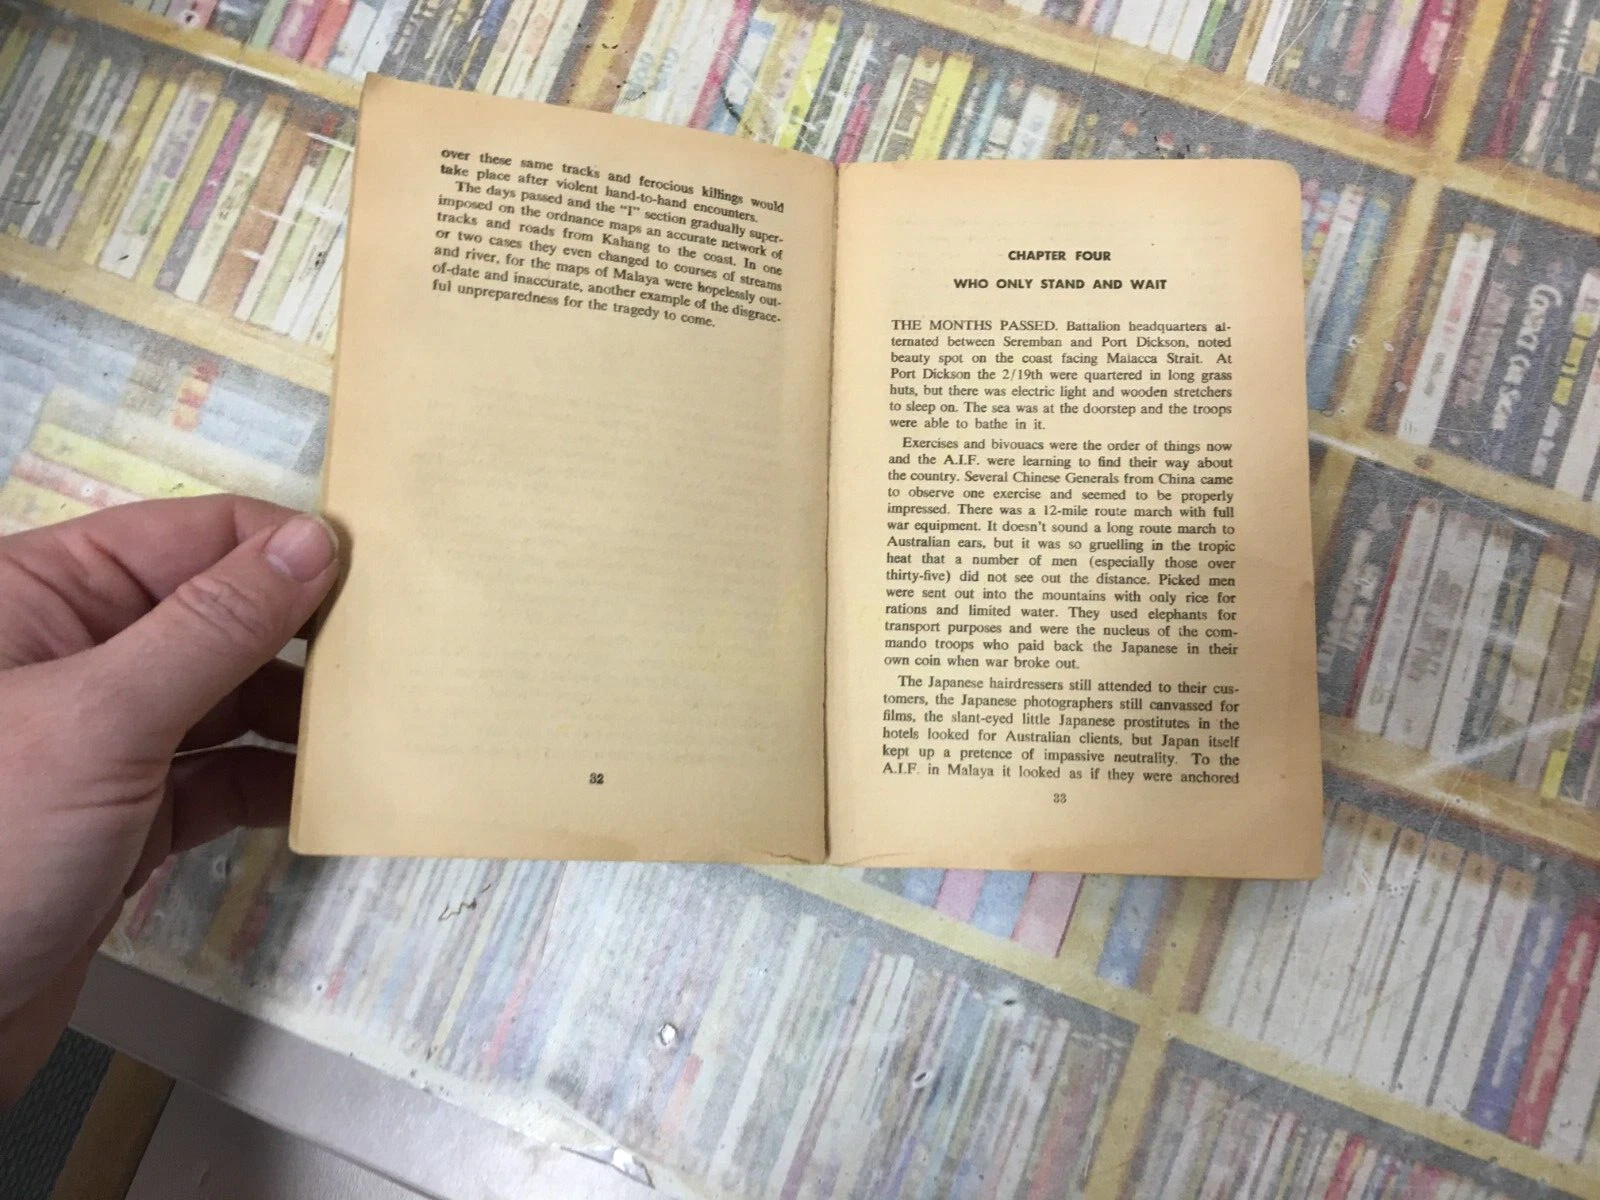 over these same tracks and ferocious killings would
take place after violent hand-to-hand encounters.
The days passed and the "I" section gradually super-
imposed on the ordnance maps an accurate network of
tracks and roads from Kahang to the coast. In one
or two cases they even changed to courses of streams
and river, for the maps of Malaya were hopelessly out-
of-date and inaccurate, another example of the disgrace-
ful unpreparedness for the tragedy to come.
32
CHAPTER FOUR
WHO ONLY STAND AND WAIT
THE MONTHS PASSED. Battalion headquarters al-
ternated between Seremban and Port Dickson, noted
beauty spot on the coast facing Malacca Strait. At
Port Dickson the 2/19th were quartered in long grass
huts, but there was electric light and wooden stretchers
to sleep on. The sea was at the doorstep and the troops
were able to bathe in it.
Exercises and bivouacs were the order of things now
and the A.I.F. were learning to find their way about
the country. Several Chinese Generals from China came
to observe one exercise and seemed to be properly
impressed. There was a 12-mile route march with full
war equipment. It doesn't sound a long route march to
Australian ears, but it was so gruelling in the tropic
heat that a number of men (especially those over
thirty-five) did not see out the distance. Picked men
were sent out into the mountains with only rice for
rations and limited water. They used elephants for
transport purposes and were the nucleus of the com-
mando troops who paid back the Japanese in their
own coin when war broke out.
The Japanese hairdressers still attended to their cus-
tomers, the Japanese photographers still canvassed for
films, the slant-eyed little Japanese prostitutes in the
hotels looked for Australian clients, but Japan itself
kept up a pretence of impassive neutrality. To the
A.I.F. in Malaya it looked as if they were anchored
33